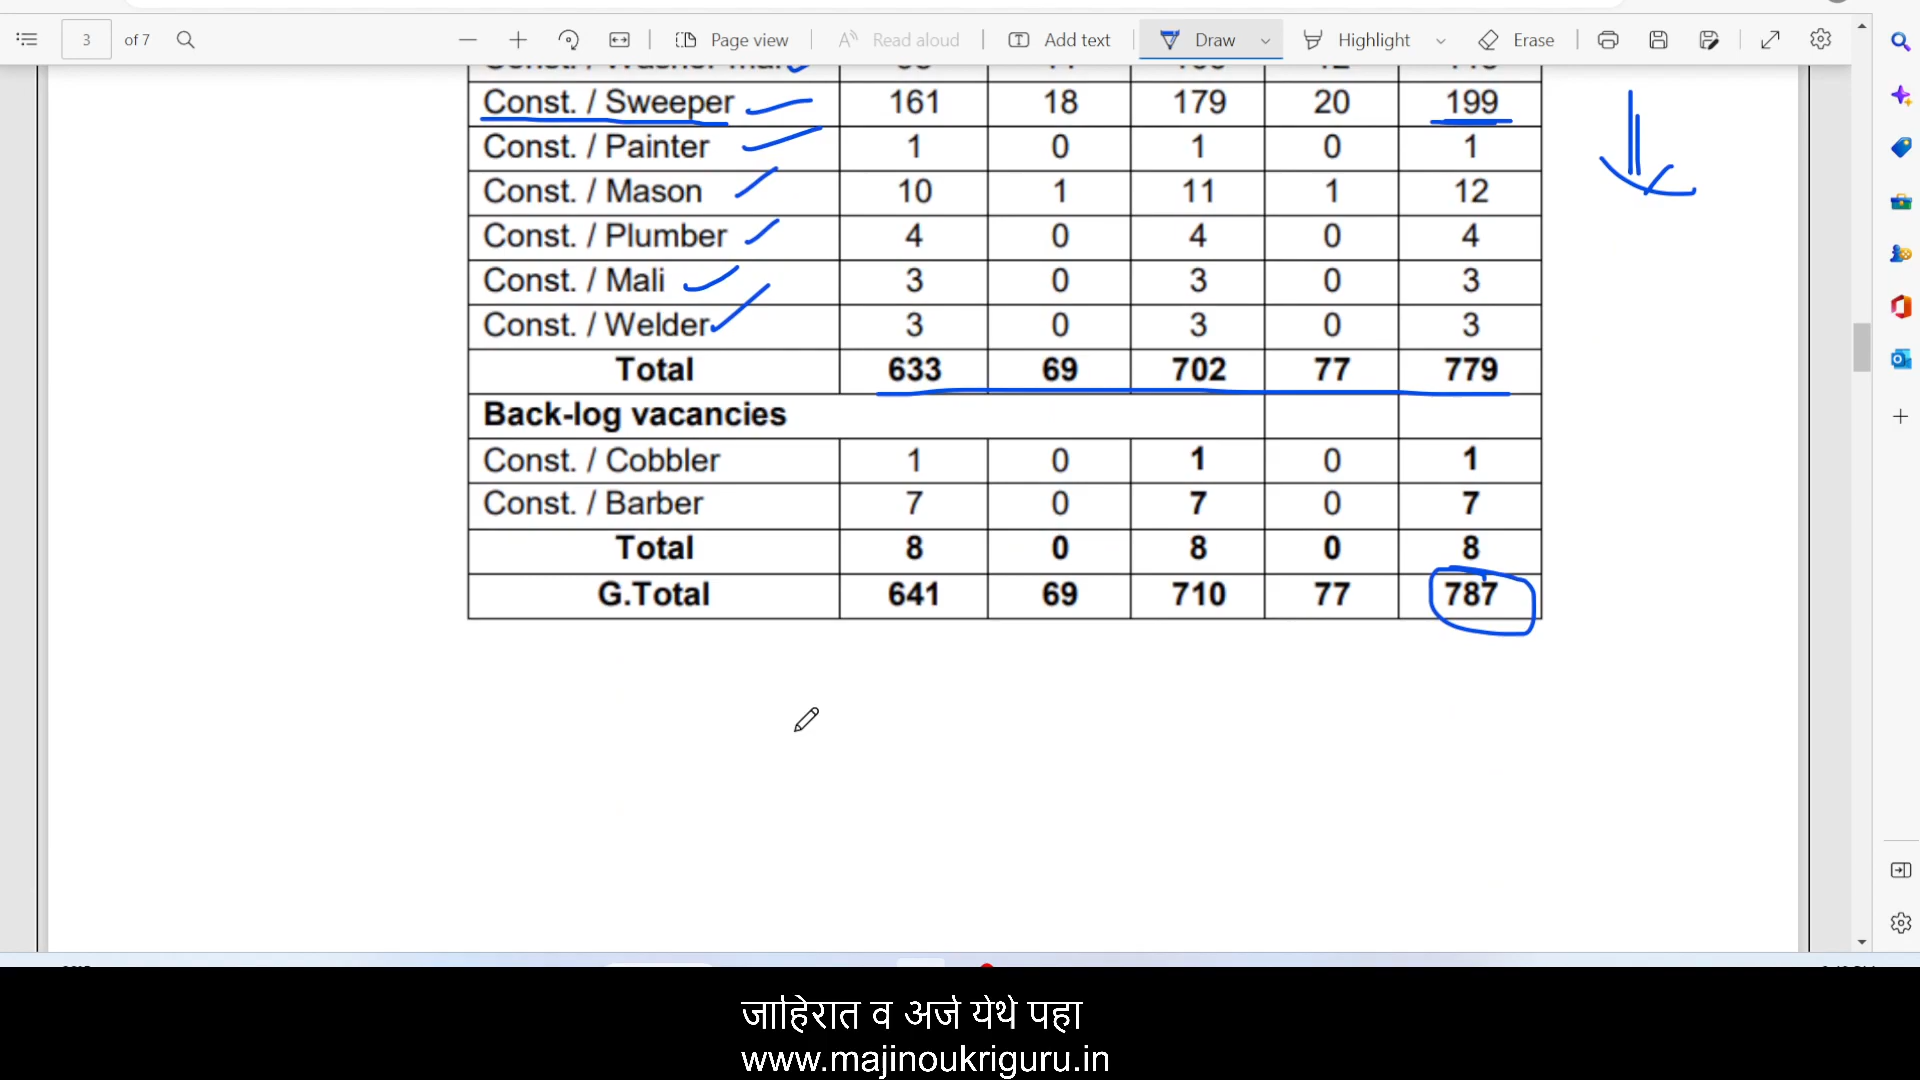 3 of 7 Page view Read aloud Add text Draw Highlight Erase
Const. / Sweeper 161 18 179 20 199
Const. / Painter 1 0 1 0 1
Const. / Mason 10 1 11 1 12
Const. / Plumber 4 0 4 0 4
Const. / Mali 3 0 3 0 3
Const. / Welder 3 0 3 0 3
Total 633 69 702 77 779
Back-log vacancies
Const. / Cobbler 1 0 1 0 1
Const. / Barber 7 0 7 0 7
Total 8 0 8 0 8
G.Total 641 69 710 77 787
जाहिरात व अर्ज येथे पहा
www.majinoukriguru.in